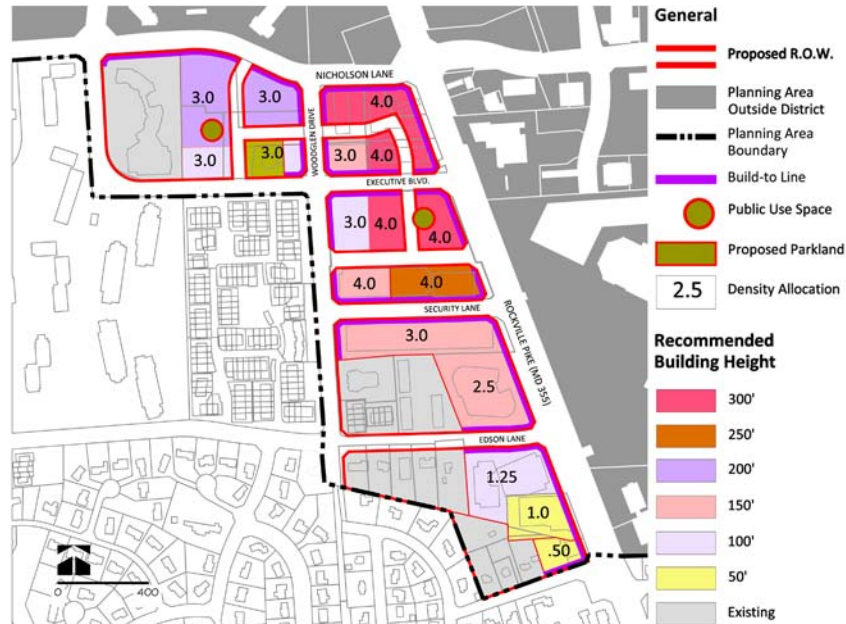 NICHOLSON LANE
3.0
3.0
4.0
WOODGLEN DRIVE
3.0
3.0
3.0
4.0
EXECUTIVE BLVD.
3.0
4.0
4.0
4.0
4.0
SECURITY LANE
ROCKVILLE PIKE (MD 355)
3.0
2.5
EDSON LANE
1.25
1.0
.50
0
400
General
Proposed R.O.W.
Planning Area
Outside District
Planning Area
Boundary
Build-to Line
Public Use Space
Proposed Parkland
2.5
Density Allocation
Recommended
Building Height
300'
250'
200'
150'
100'
50'
Existing